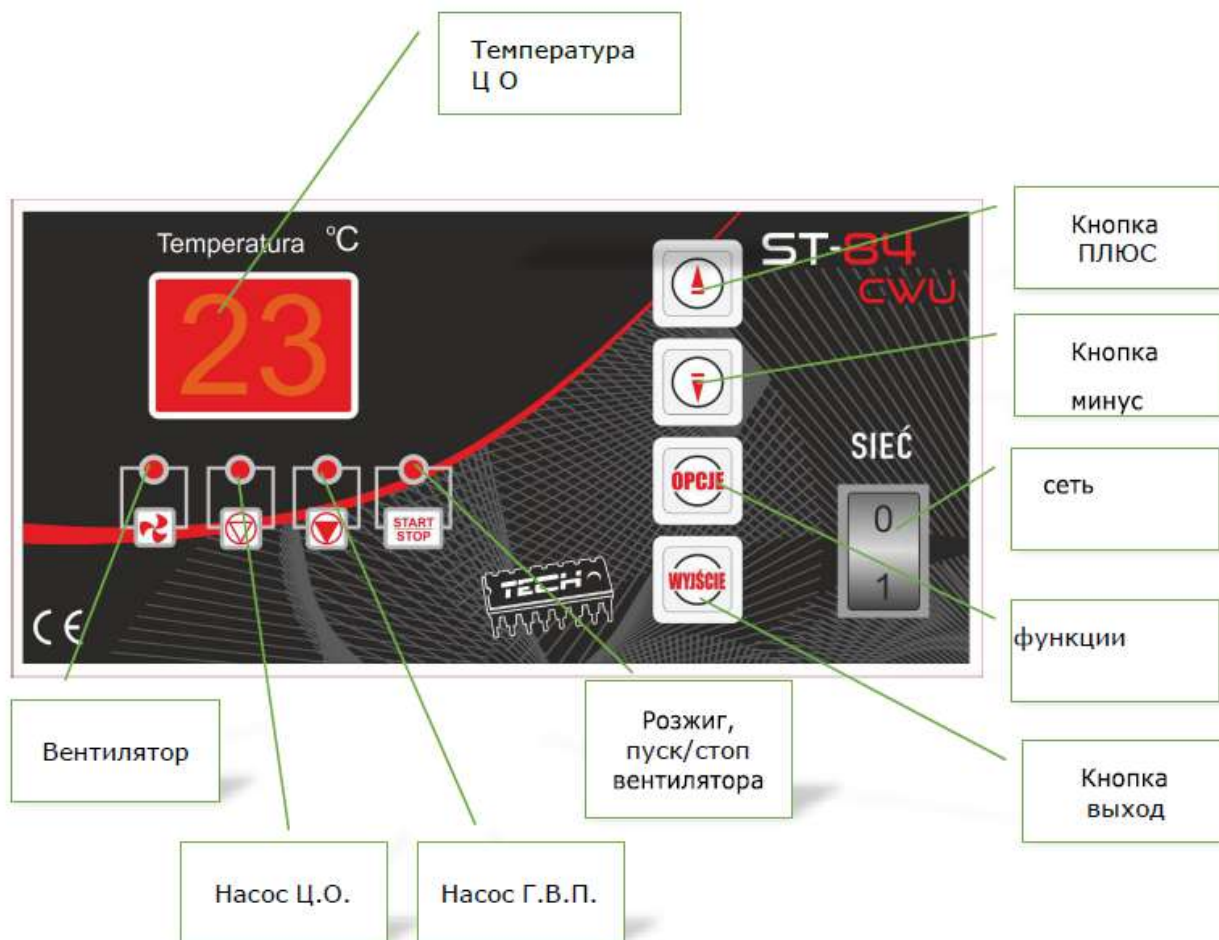 Температура
Ц О
Temperatura °C
23
ST-84
CWU
Кнопка
ПЛЮС
Кнопка
минус
SIEĆ
0
1
сеть
OPCJE
WYJŚCIE
START
STOP
TECH
CE
функции
Вентилятор
Розжиг,
пуск/стоп
вентилятора
Кнопка
выход
Насос Ц.О.
Насос Г.В.П.